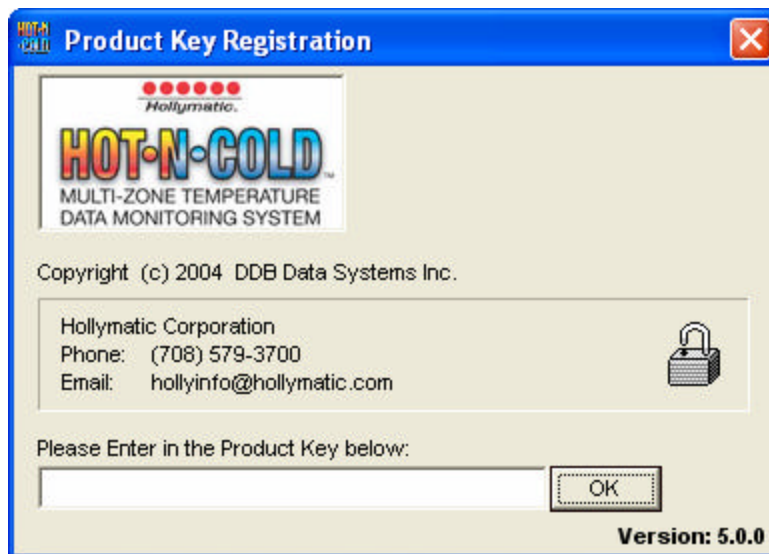 HOT-N
-COLD
Product Key Registration
Hollymatic.
HOT•N•COLD™
MULTI-ZONE TEMPERATURE
DATA MONITORING SYSTEM
Copyright (c) 2004 DDB Data Systems Inc.
Hollymatic Corporation
Phone: (708) 579-3700
Email: hollyinfo@hollymatic.com
Please Enter in the Product Key below:
OK
Version: 5.0.0